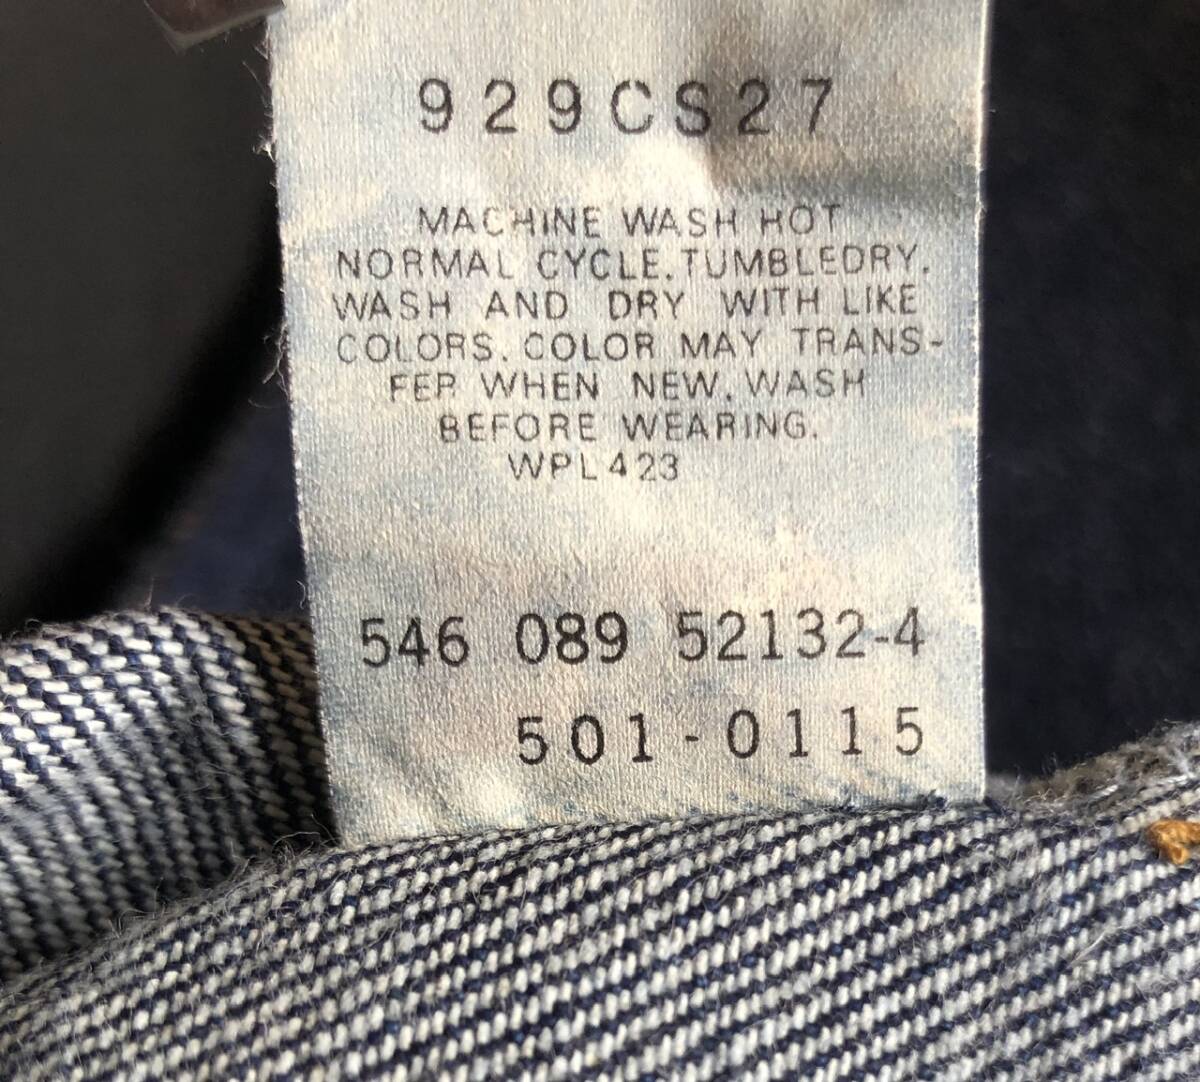 929CS27
MACHINE WASH HOT
NORMAL CYCLE. TUMBLEDRY.
WASH AND DRY WITH LIKE
COLORS. COLOR MAY TRANS-
FER WHEN NEW. WASH
BEFORE WEARING.
WPL423
546 089 52132-4
501-0115